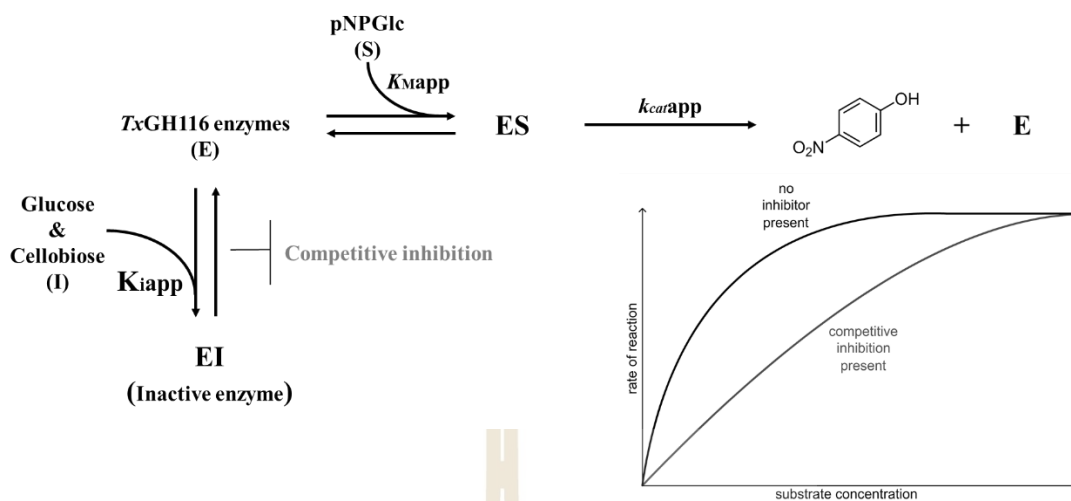 pNPGlc
(S)
KMapp
TxGH116 enzymes
(E)
ES
kcatapp
OH
O2N
+ E
Glucose
&
Cellobiose
(I)
Kiapp
Competitive inhibition
EI
(Inactive enzyme)
no
inhibitor
present
competitive
inhibition
present
rate of reaction
substrate concentration